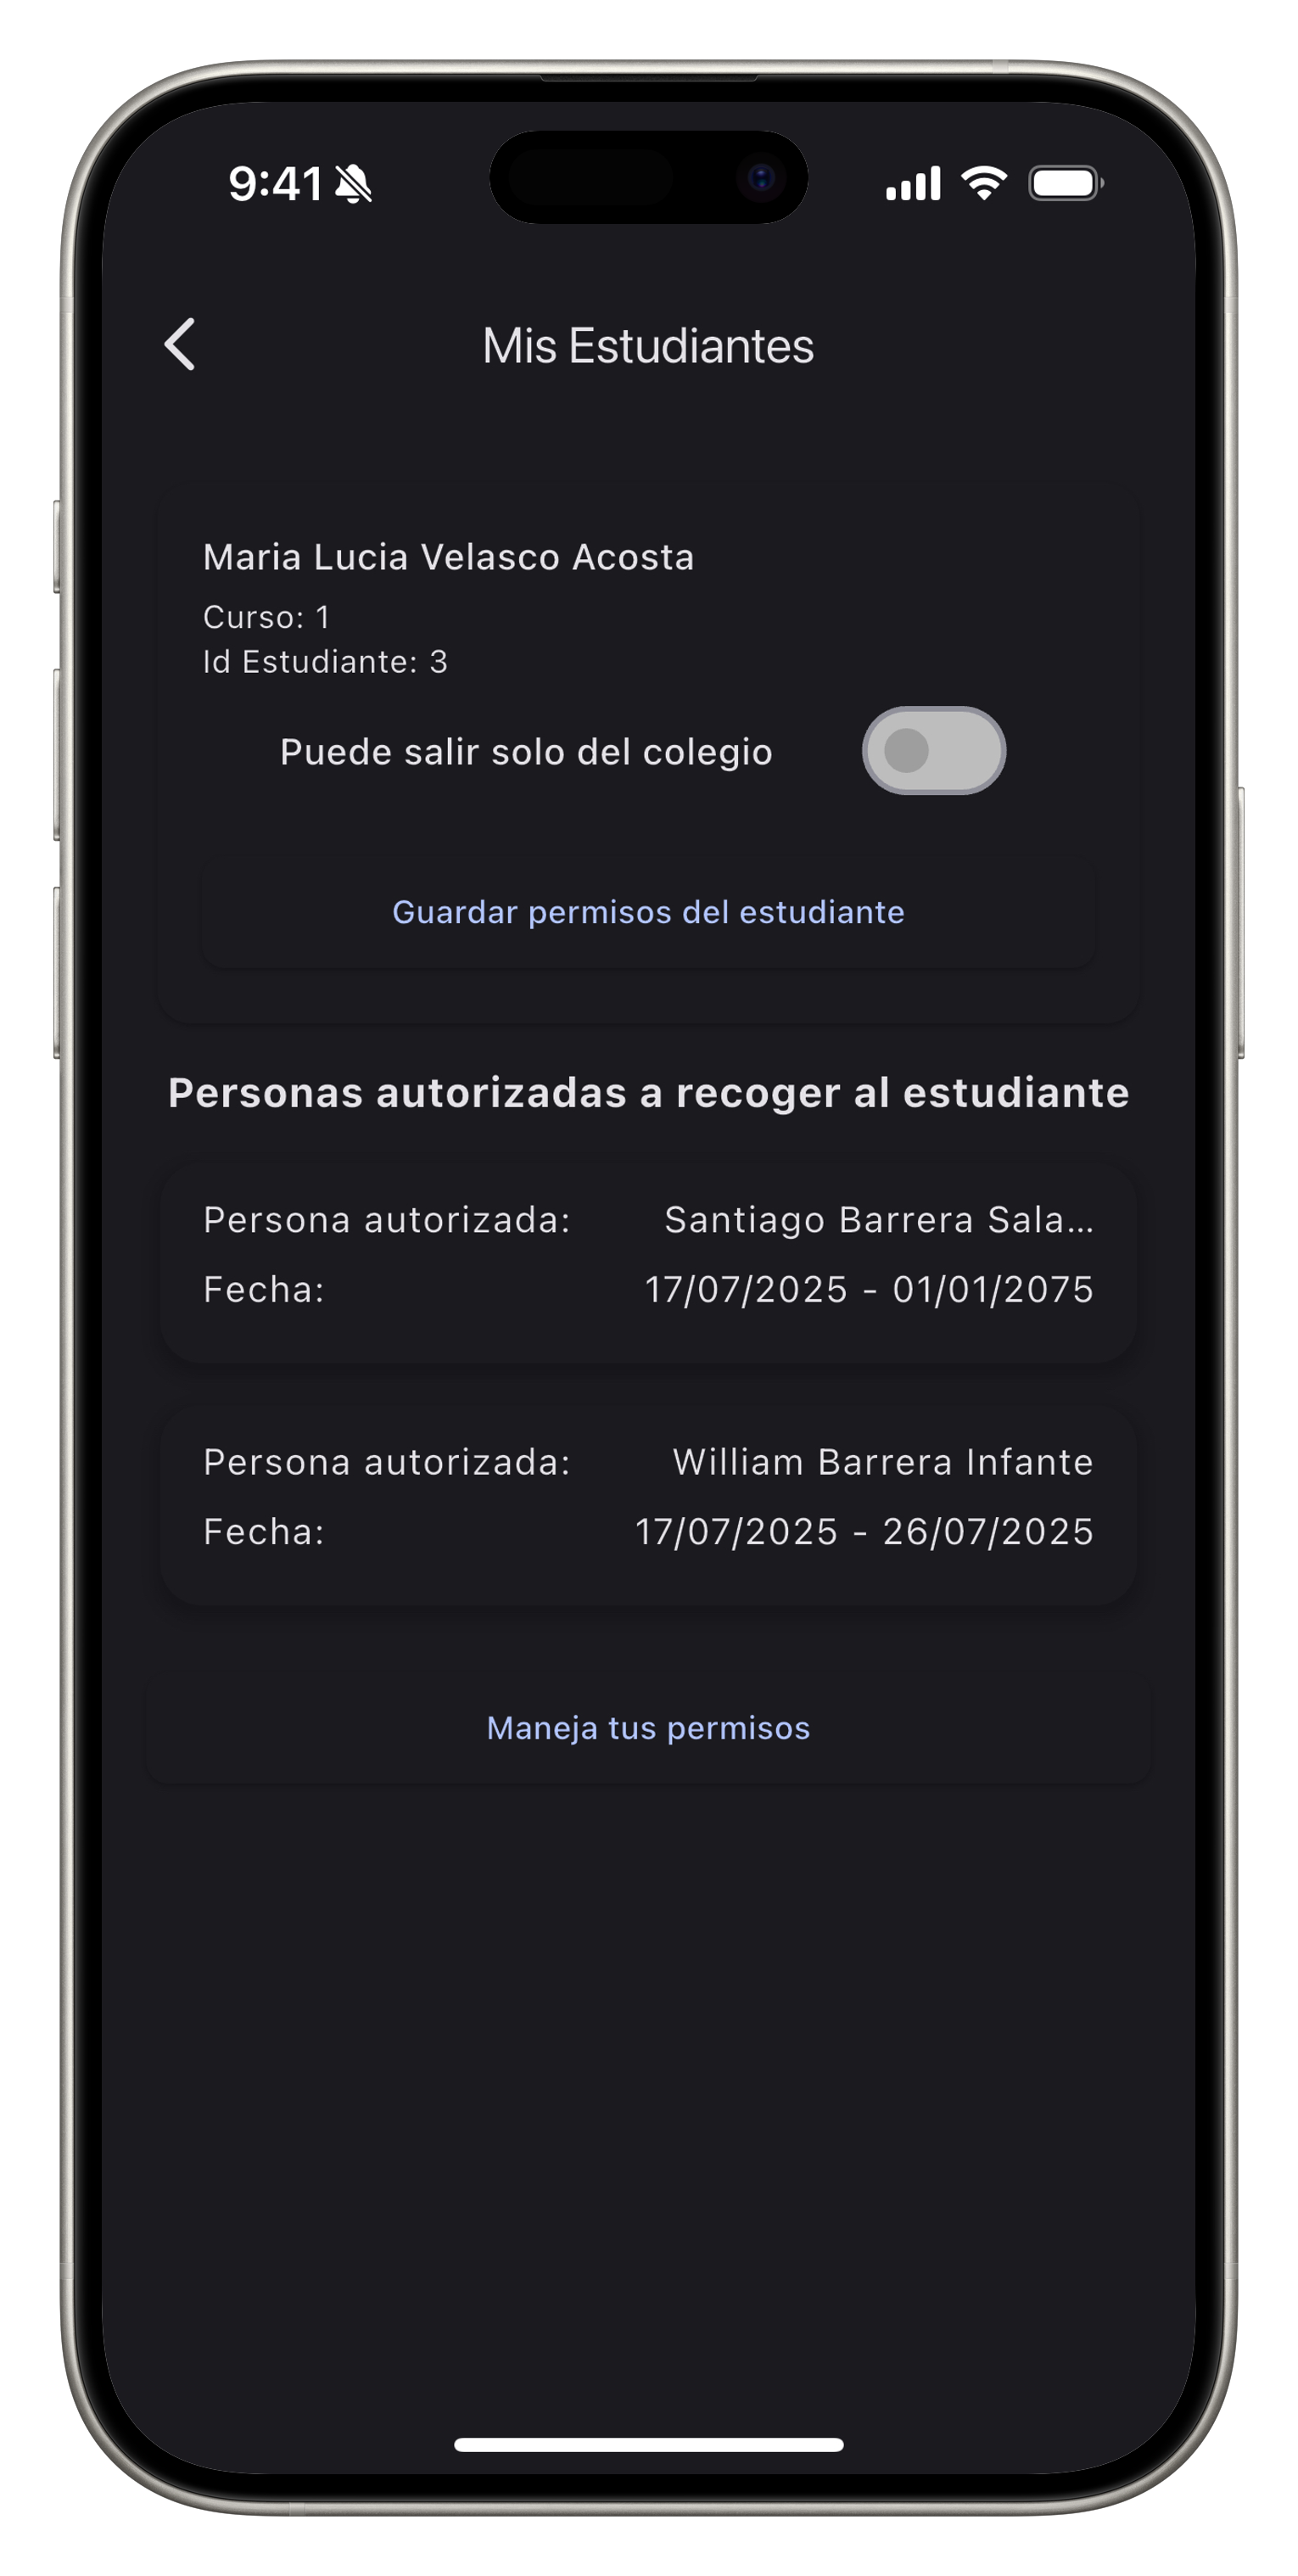 9:41
Mis Estudiantes
Maria Lucia Velasco Acosta
Curso: 1
Id Estudiante: 3
Puede salir solo del colegio
Guardar permisos del estudiante
Personas autorizadas a recoger al estudiante
Persona autorizada: Santiago Barrera Sala...
Fecha: 17/07/2025 - 01/01/2075
Persona autorizada: William Barrera Infante
Fecha: 17/07/2025 - 26/07/2025
Maneja tus permisos